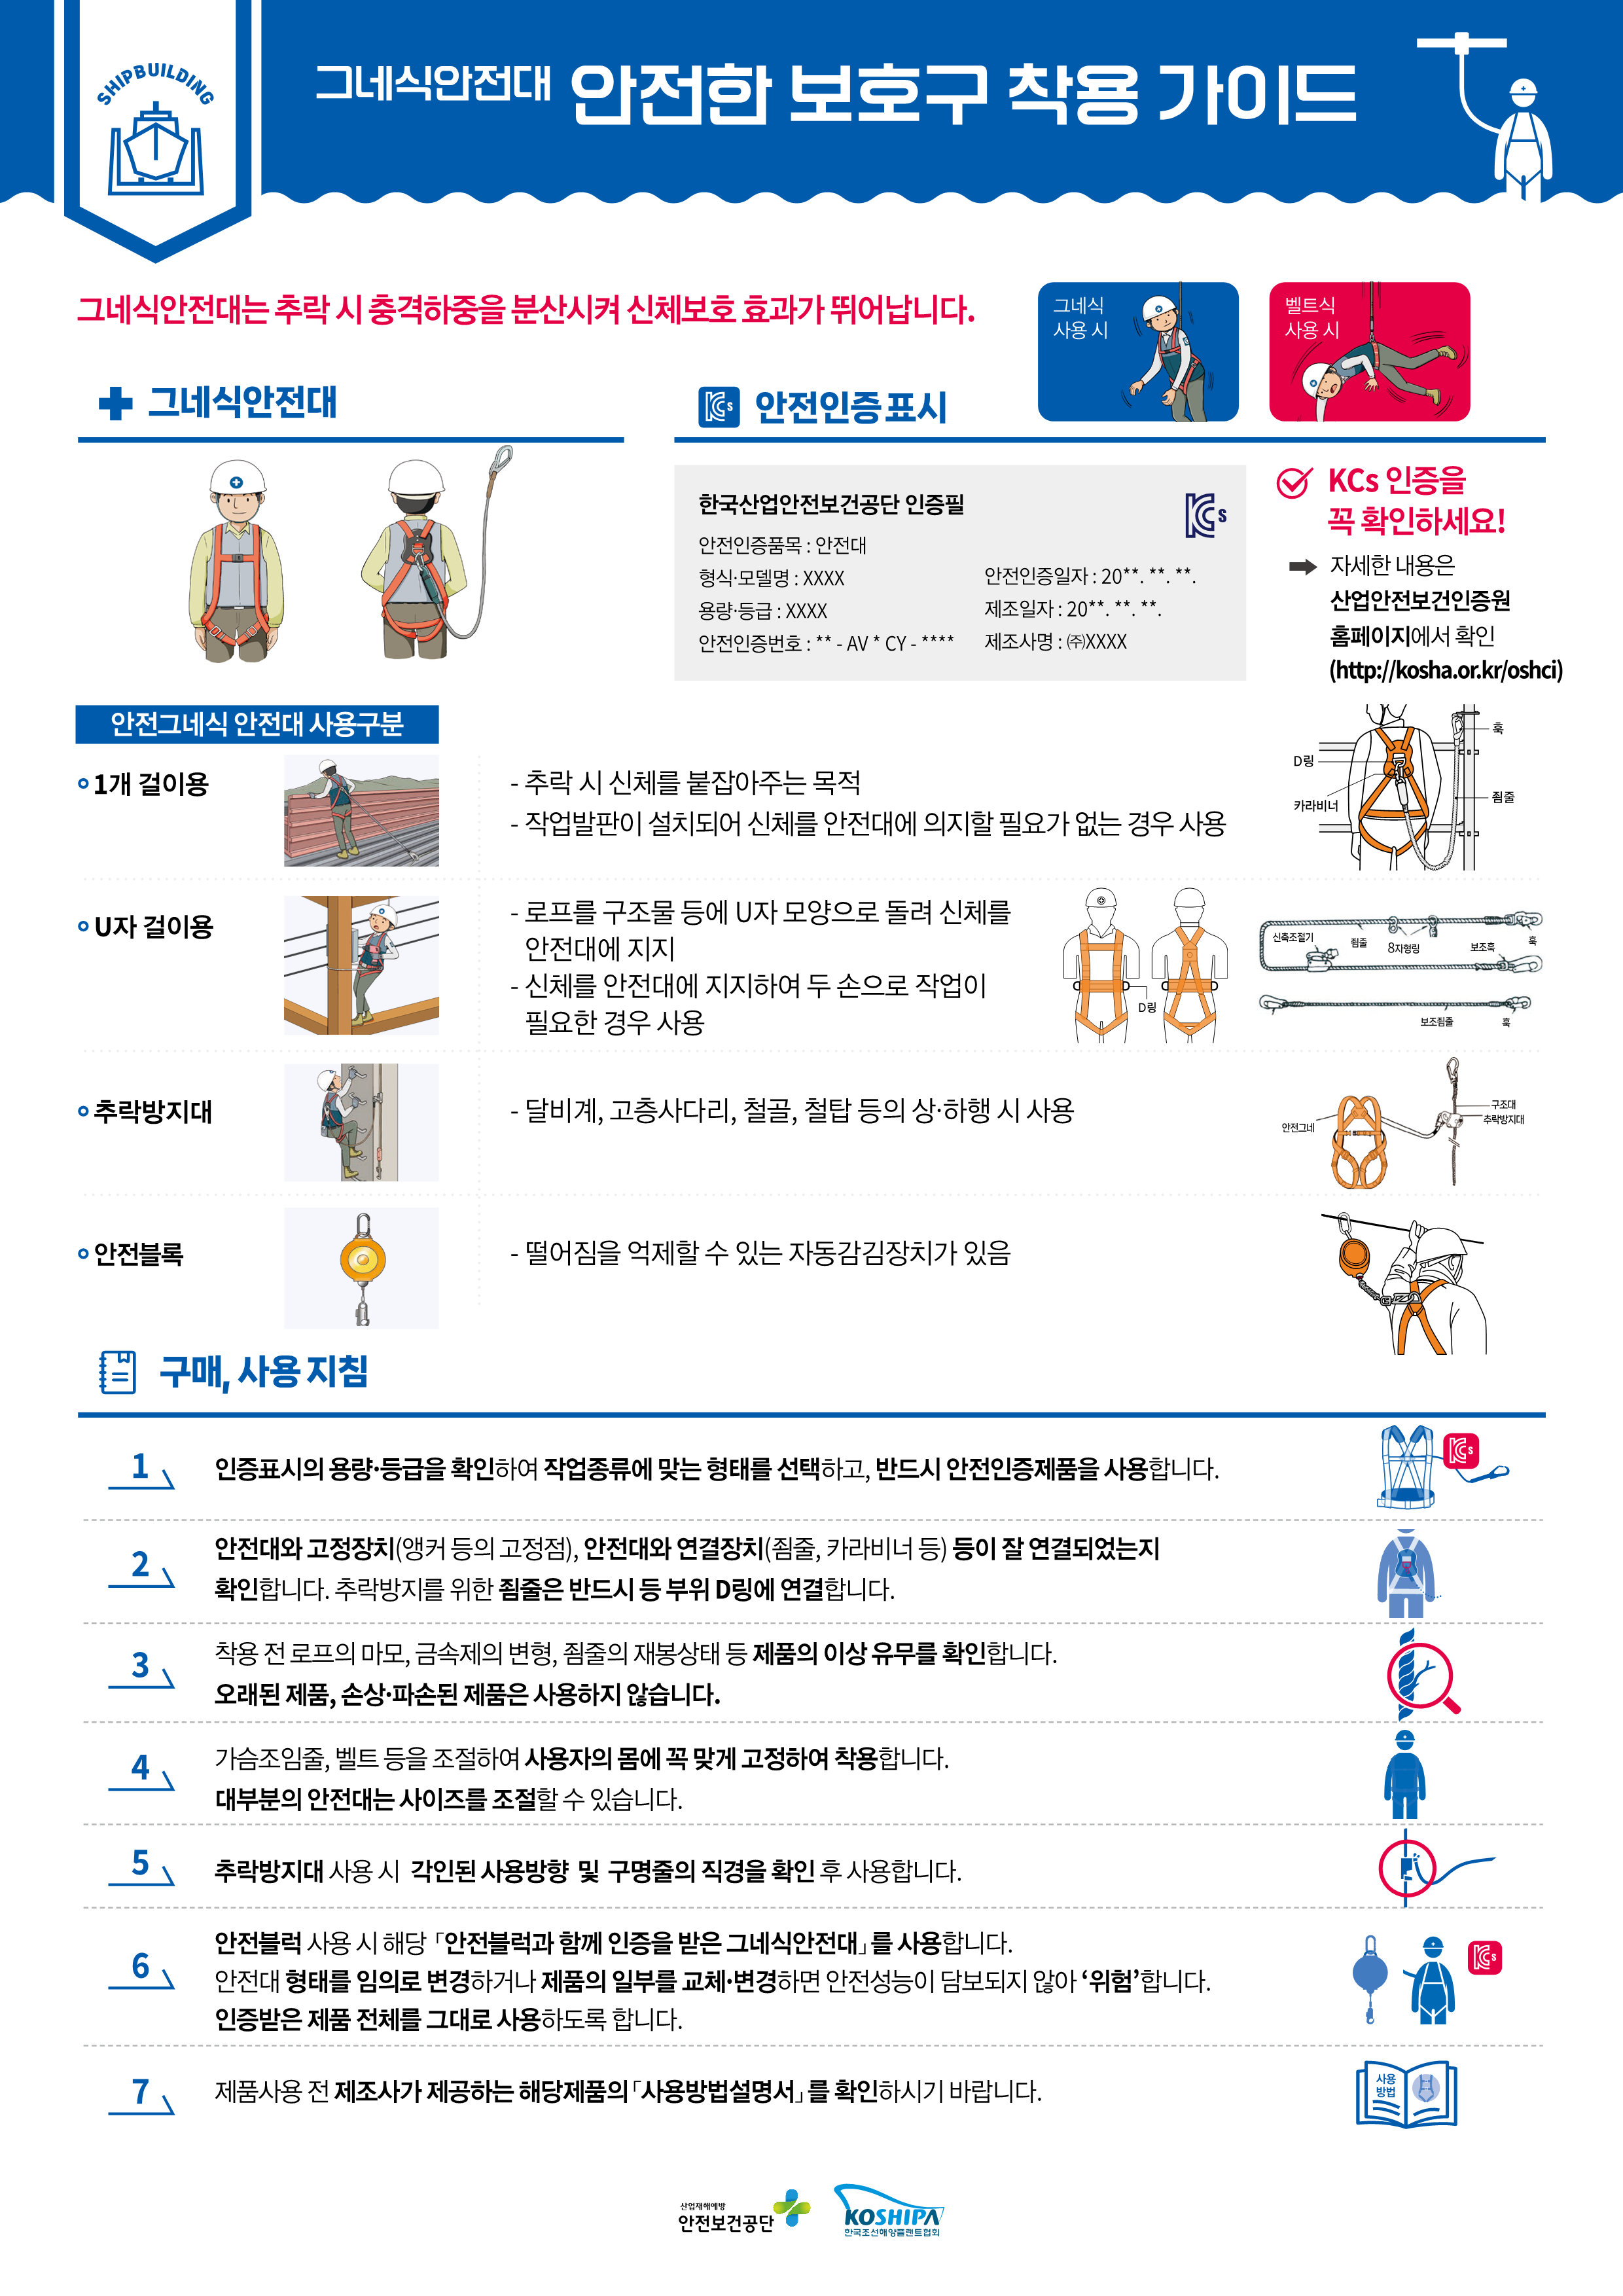 SHIPBUILDING
그네식안전대 안전한 보호구 착용 가이드
그네식안전대는 추락 시 충격하중을 분산시켜 신체보호 효과가 뛰어납니다.
그네식
사용 시
벨트식
사용 시
그네식안전대
KCs 안전인증표시
한국산업안전보건공단 인증필
KCs
안전인증품목 : 안전대
형식·모델명 : XXXX
용량·등급 : XXXX
안전인증번호 : ** - AV * CY - ****
안전인증일자 : 20**. **. **.
제조일자 : 20**. **. **.
제조사명 : ㈜XXXX
KCs 인증을
꼭 확인하세요!
자세한 내용은
산업안전보건인증원
홈페이지에서 확인
(http://kosha.or.kr/oshci)
안전그네식 안전대 사용구분
1개 걸이용
- 추락 시 신체를 붙잡아주는 목적
- 작업발판이 설치되어 신체를 안전대에 의지할 필요가 없는 경우 사용
훅
D링
카라비너
죔줄
U자 걸이용
- 로프를 구조물 등에 U자 모양으로 돌려 신체를
안전대에 지지
- 신체를 안전대에 지지하여 두 손으로 작업이
필요한 경우 사용
D링
신축조절기
죔줄
8자형링
보조훅
훅
보조죔줄
훅
추락방지대
- 달비계, 고층사다리, 철골, 철탑 등의 상·하행 시 사용
안전그네
구조대
추락방지대
안전블록
- 떨어짐을 억제할 수 있는 자동감김장치가 있음
구매, 사용 지침
1
인증표시의 용량·등급을 확인하여 작업종류에 맞는 형태를 선택하고, 반드시 안전인증제품을 사용합니다.
KCs
2
안전대와 고정장치(앵커 등의 고정점), 안전대와 연결장치(죔줄, 카라비너 등) 등이 잘 연결되었는지
확인합니다. 추락방지를 위한 죔줄은 반드시 등 부위 D링에 연결합니다.
3
착용 전 로프의 마모, 금속제의 변형, 죔줄의 재봉상태 등 제품의 이상 유무를 확인합니다.
오래된 제품, 손상·파손된 제품은 사용하지 않습니다.
4
가슴조임줄, 벨트 등을 조절하여 사용자의 몸에 꼭 맞게 고정하여 착용합니다.
대부분의 안전대는 사이즈를 조절할 수 있습니다.
5
추락방지대 사용 시 각인된 사용방향 및 구명줄의 직경을 확인 후 사용합니다.
6
안전블럭 사용 시 해당 「안전블럭과 함께 인증을 받은 그네식안전대」를 사용합니다.
안전대 형태를 임의로 변경하거나 제품의 일부를 교체·변경하면 안전성능이 담보되지 않아 ‘위험’합니다.
인증받은 제품 전체를 그대로 사용하도록 합니다.
KCs
7
제품사용 전 제조사가 제공하는 해당제품의 「사용방법설명서」를 확인하시기 바랍니다.
사용
방법
산업재해예방
안전보건공단
KOSHIPA
한국조선해양플랜트협회